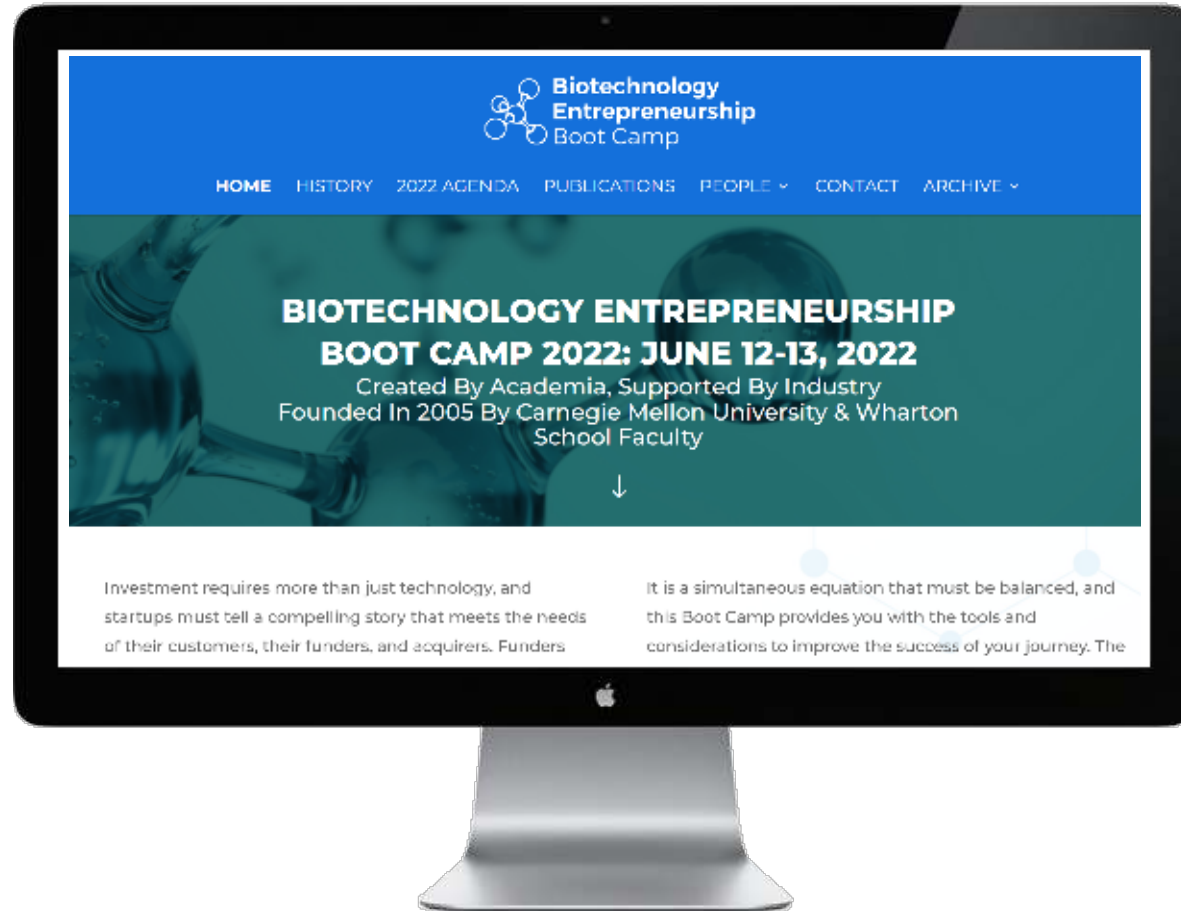 Biotechnology
Entrepreneurship
Boot Camp
HOME HISTORY 2022 AGENDA PUBLICATIONS PEOPLE CONTACT ARCHIVE
BIOTECHNOLOGY ENTREPRENEURSHIP
BOOT CAMP 2022: JUNE 12-13, 2022
Created By Academia, Supported By Industry
Founded In 2005 By Carnegie Mellon University & Wharton
School Faculty
Investment requires more than just technology, and
startups must tell a compelling story that meets the needs
of their customers, their funders, and acquirers. Funders
It is a simultaneous equation that must be balanced, and
this Boot Camp provides you with the tools and
considerations to improve the success of your journey. The